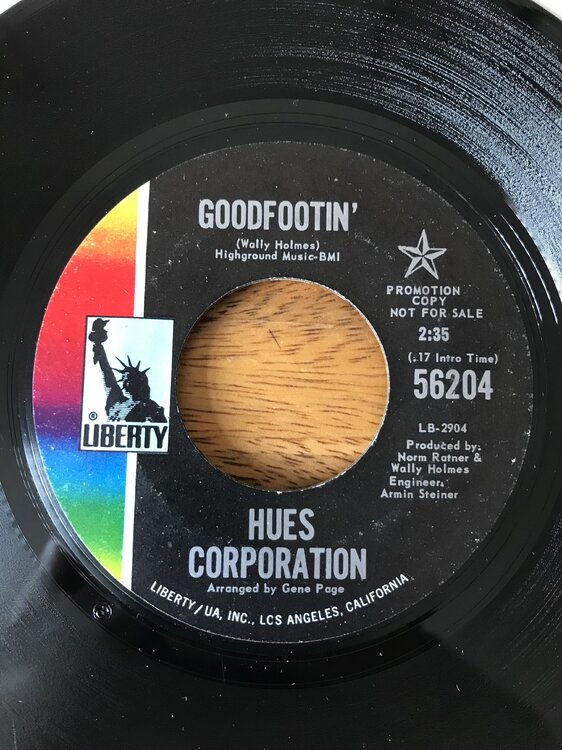 GOODFOOTIN'
(Wally Holmes)
Highground Music-BMI
PROMOTION
COPY
NOT FOR SALE
2:35
(:17 Intro Time)
56204
LB-2904
Produced by:
Norm Ratner &
Wally Holmes
Engineer:
Armin Steiner
®
LIBERTY
HUES
CORPORATION
Arranged by Gene Page
LIBERTY/UA, INC., LOS ANGELES, CALIFORNIA